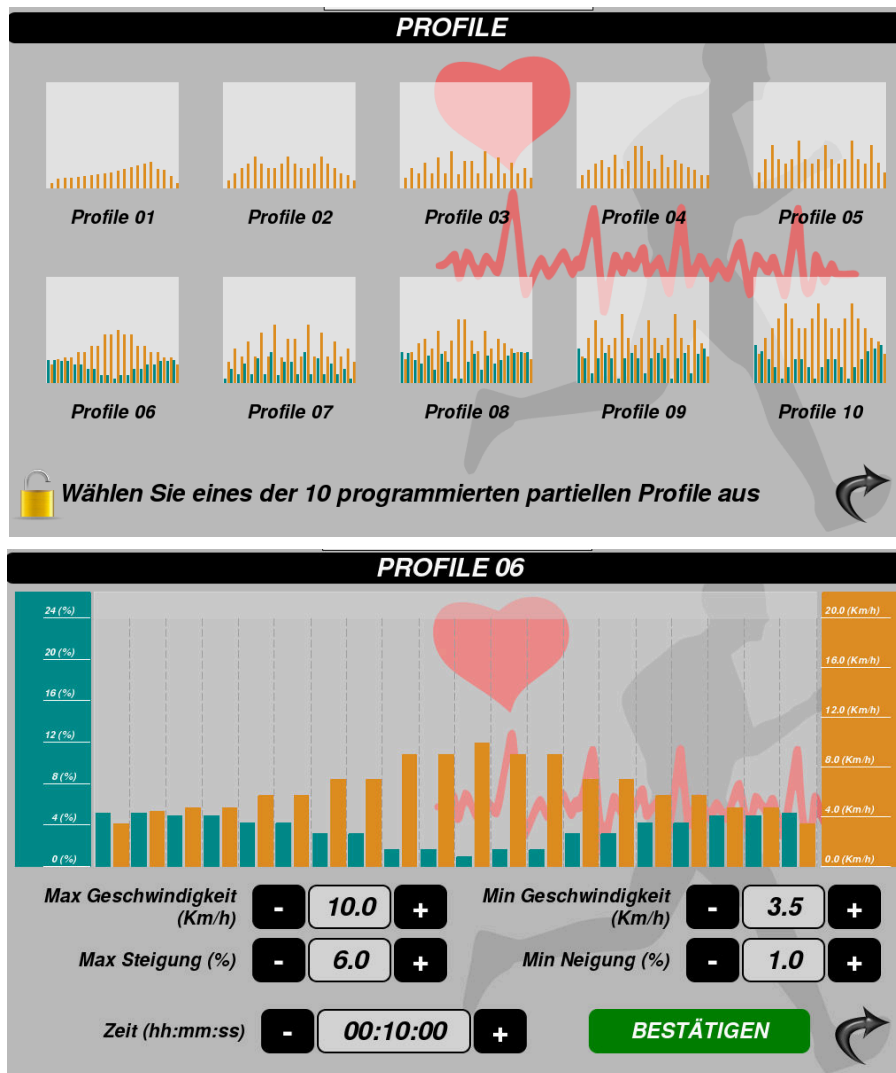 PROFILE
Profile 01
Profile 02
Profile 03
Profile 04
Profile 05
Profile 06
Profile 07
Profile 08
Profile 09
Profile 10
Wählen Sie eines der 10 programmierten partiellen Profile aus
PROFILE 06
24 (%)
20 (%)
16 (%)
12 (%)
8 (%)
4 (%)
0 (%)
20.0 (Km/h)
16.0 (Km/h)
12.0 (Km/h)
8.0 (Km/h)
4.0 (Km/h)
0.0 (Km/h)
Max Geschwindigkeit
(Km/h)
- 10.0 +
Min Geschwindigkeit
(Km/h)
- 3.5 +
Max Steigung (%)
- 6.0 +
Min Neigung (%)
- 1.0 +
Zeit (hh:mm:ss)
- 00:10:00 +
BESTÄTIGEN